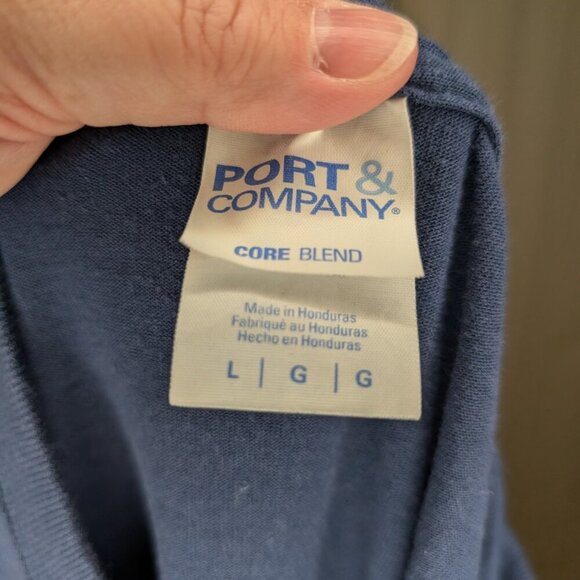 PORT &
COMPANY®
CORE BLEND
Made in Honduras
Fabriqué au Honduras
Hecho en Honduras
L | G | G